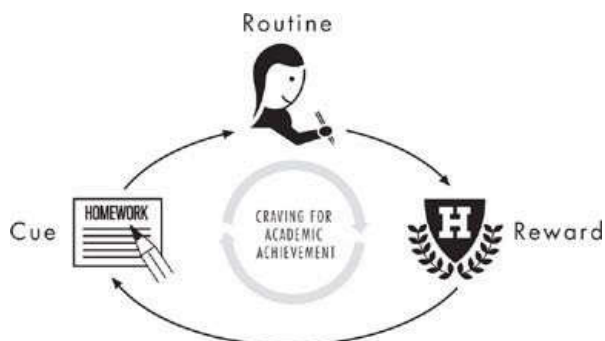 Routine
HOMEWORK
Cue
CRAVING FOR
ACADEMIC
ACHIEVEMENT
H
Reward